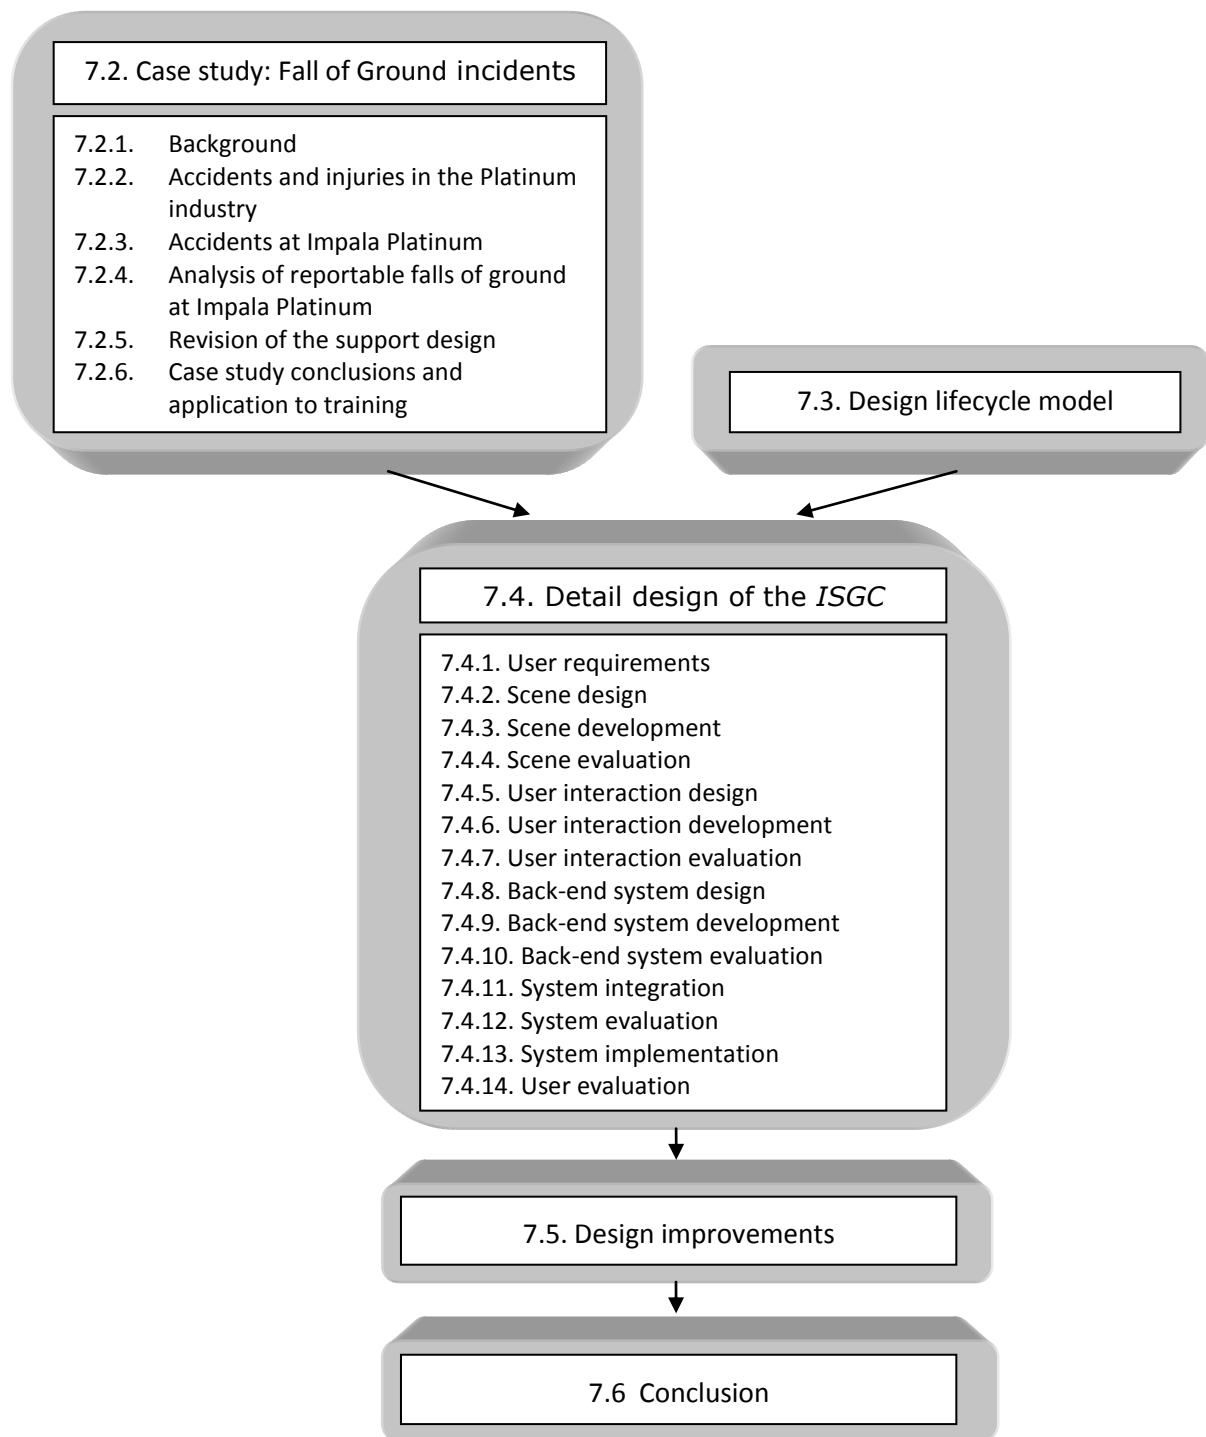 7.2. Case study: Fall of Ground incidents
7.2.1. Background
7.2.2. Accidents and injuries in the Platinum
industry
7.2.3. Accidents at Impala Platinum
7.2.4. Analysis of reportable falls of ground
at Impala Platinum
7.2.5. Revision of the support design
7.2.6. Case study conclusions and
application to training
7.3. Design lifecycle model
7.4. Detail design of the ISGC
7.4.1. User requirements
7.4.2. Scene design
7.4.3. Scene development
7.4.4. Scene evaluation
7.4.5. User interaction design
7.4.6. User interaction development
7.4.7. User interaction evaluation
7.4.8. Back-end system design
7.4.9. Back-end system development
7.4.10. Back-end system evaluation
7.4.11. System integration
7.4.12. System evaluation
7.4.13. System implementation
7.4.14. User evaluation
7.5. Design improvements
7.6 Conclusion